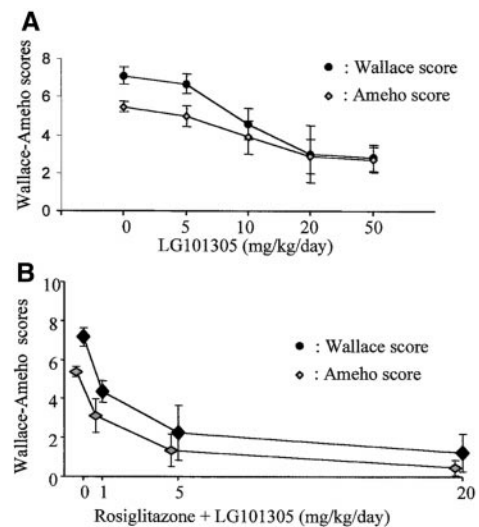 A
Wallace-Ameho scores
8
6
4
2
0
: Wallace score
: Ameho score
0 5 10 20 50
LG101305 (mg/kg/day)
B
Wallace-Ameho scores
10
8
6
4
2
0
: Wallace score
: Ameho score
0 1 5 20
Rosiglitazone + LG101305 (mg/kg/day)